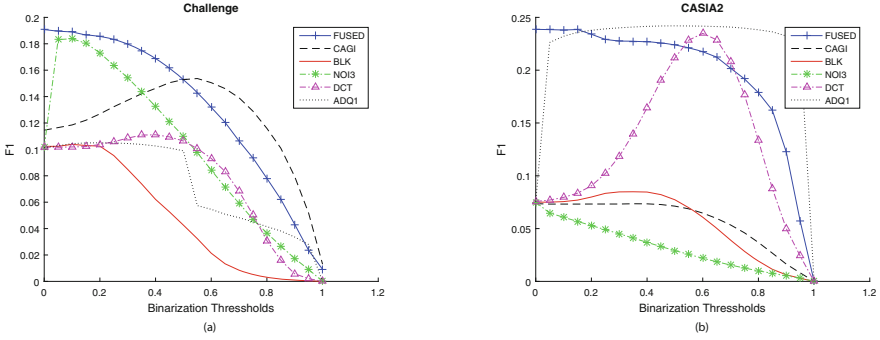 Challenge
0.2
0.18
0.16
0.14
0.12
0.1
0.08
0.06
0.04
0.02
0
F1
0 0.2 0.4 0.6 0.8 1 1.2
Binarization Thresholds
(a)
FUSED
CAGI
BLK
NOI3
DCT
ADQ1
CASIA2
0.25
0.2
0.15
0.1
0.05
0
F1
0 0.2 0.4 0.6 0.8 1 1.2
Binarization Thresholds
(b)
FUSED
CAGI
BLK
NOI3
DCT
ADQ1